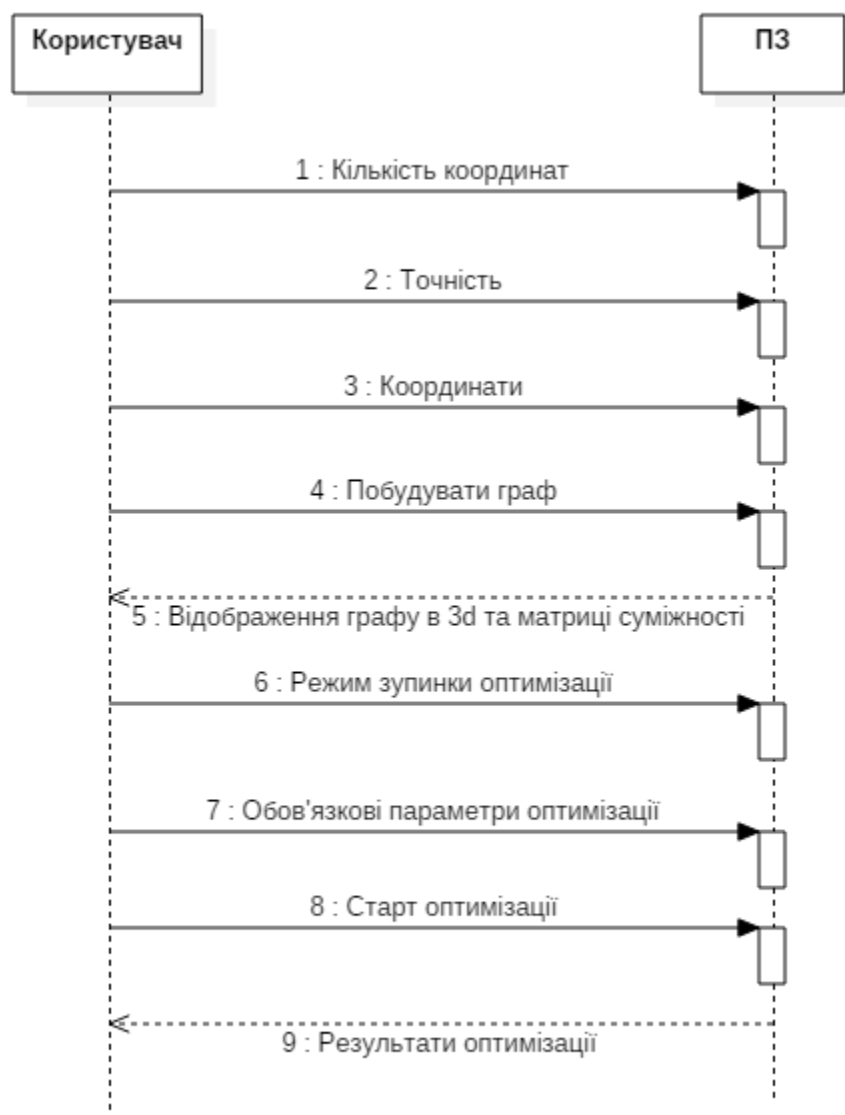 Користувач
ПЗ
1 : Кількість координат
2 : Точність
3 : Координати
4 : Побудувати граф
5 : Відображення графу в 3d та матриці суміжності
6 : Режим зупинки оптимізації
7 : Обов'язкові параметри оптимізації
8 : Старт оптимізації
9 : Результати оптимізації